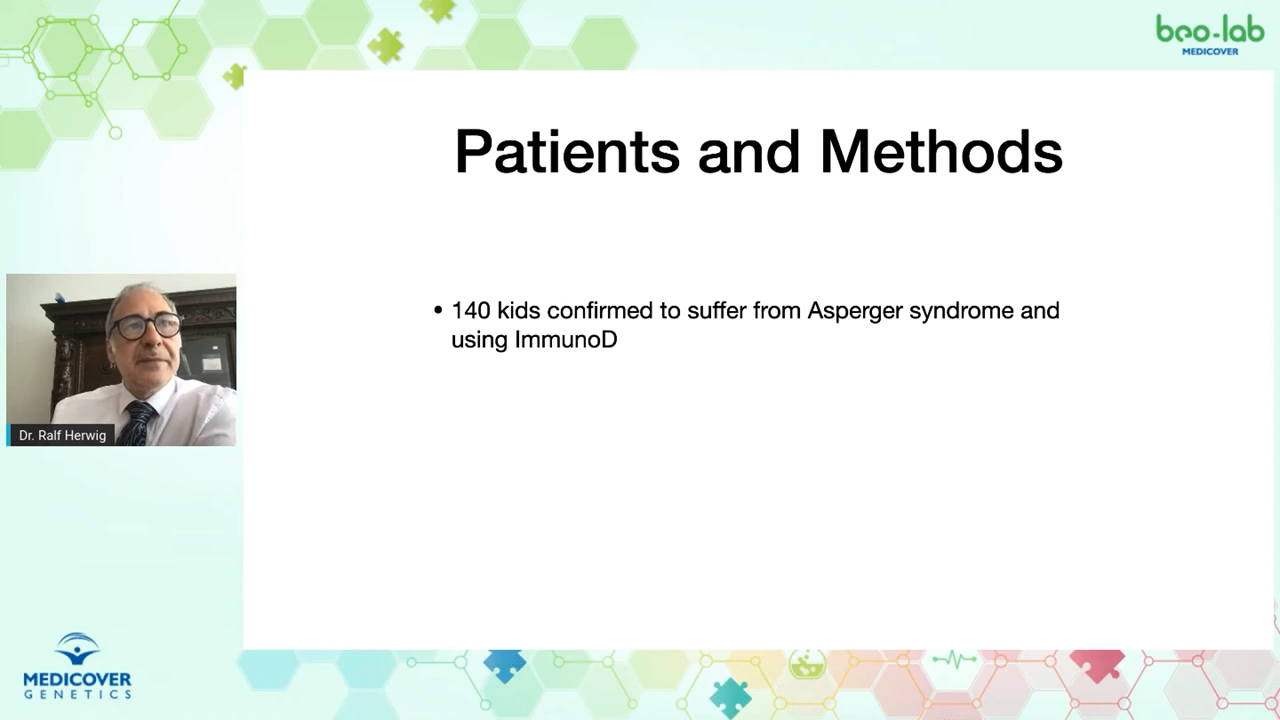 beo-lab
MEDICOVER
Patients and Methods
• 140 kids confirmed to suffer from Asperger syndrome and
using ImmunoD
Dr. Ralf Herwig
MEDICOVER
GENETICS